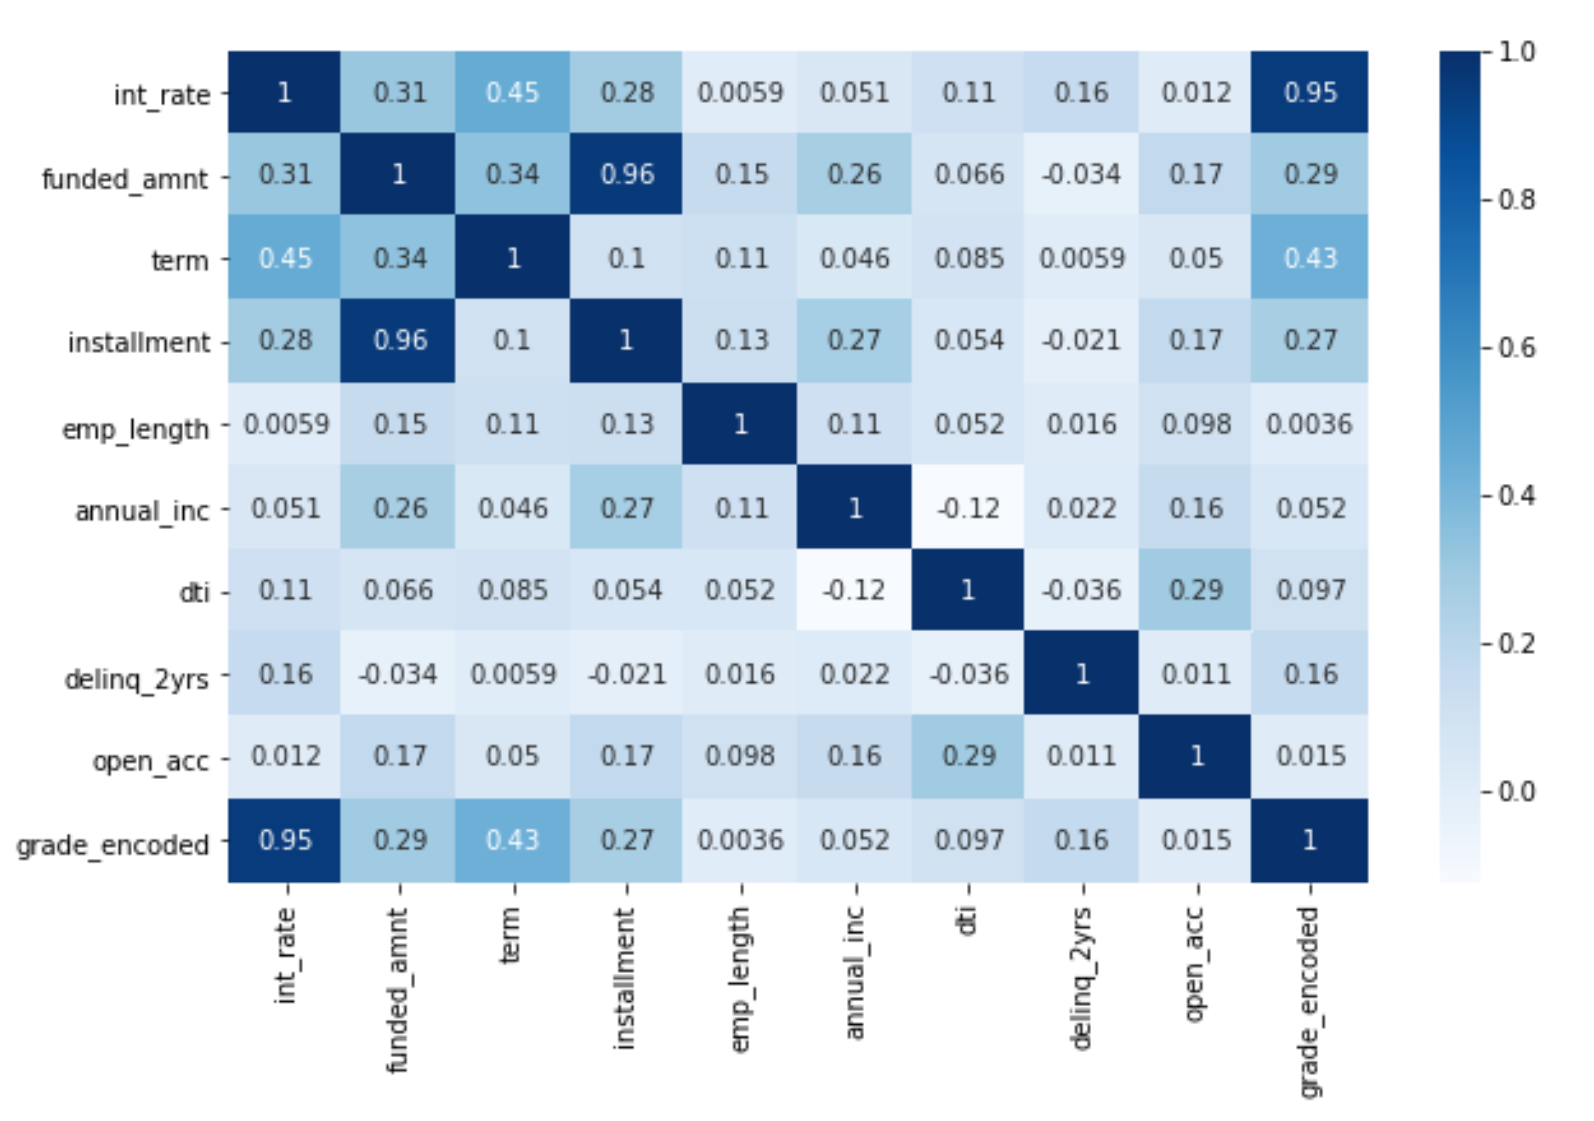 int_rate 1 0.31 0.45 0.28 0.0059 0.051 0.11 0.16 0.012 0.95
funded_amnt 0.31 1 0.34 0.96 0.15 0.26 0.066 -0.034 0.17 0.29
term 0.45 0.34 1 0.1 0.11 0.046 0.085 0.0059 0.05 0.43
installment 0.28 0.96 0.1 1 0.13 0.27 0.054 -0.021 0.17 0.27
emp_length 0.0059 0.15 0.11 0.13 1 0.11 0.052 0.016 0.098 0.0036
annual_inc 0.051 0.26 0.046 0.27 0.11 1 -0.12 0.022 0.16 0.052
dti 0.11 0.066 0.085 0.054 0.052 -0.12 1 -0.036 0.29 0.097
delinq_2yrs 0.16 -0.034 0.0059 -0.021 0.016 0.022 -0.036 1 0.011 0.16
open_acc 0.012 0.17 0.05 0.17 0.098 0.16 0.29 0.011 1 0.015
grade_encoded 0.95 0.29 0.43 0.27 0.0036 0.052 0.097 0.16 0.015 1
int_rate
funded_amnt
term
installment
emp_length
annual_inc
dti
delinq_2yrs
open_acc
grade_encoded
1.0
0.8
0.6
0.4
0.2
0.0